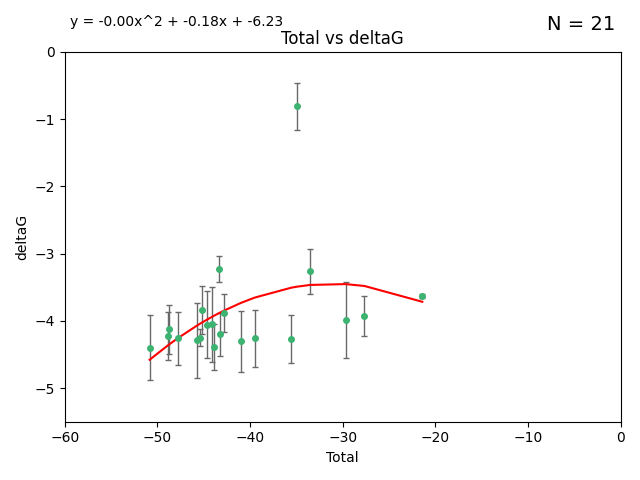 y = -0.00x^2 + -0.18x + -6.23
N = 21
Total vs deltaG
0
−1
−2
−3
−4
−5
deltaG
−60
−50
−40
−30
−20
−10
0
Total